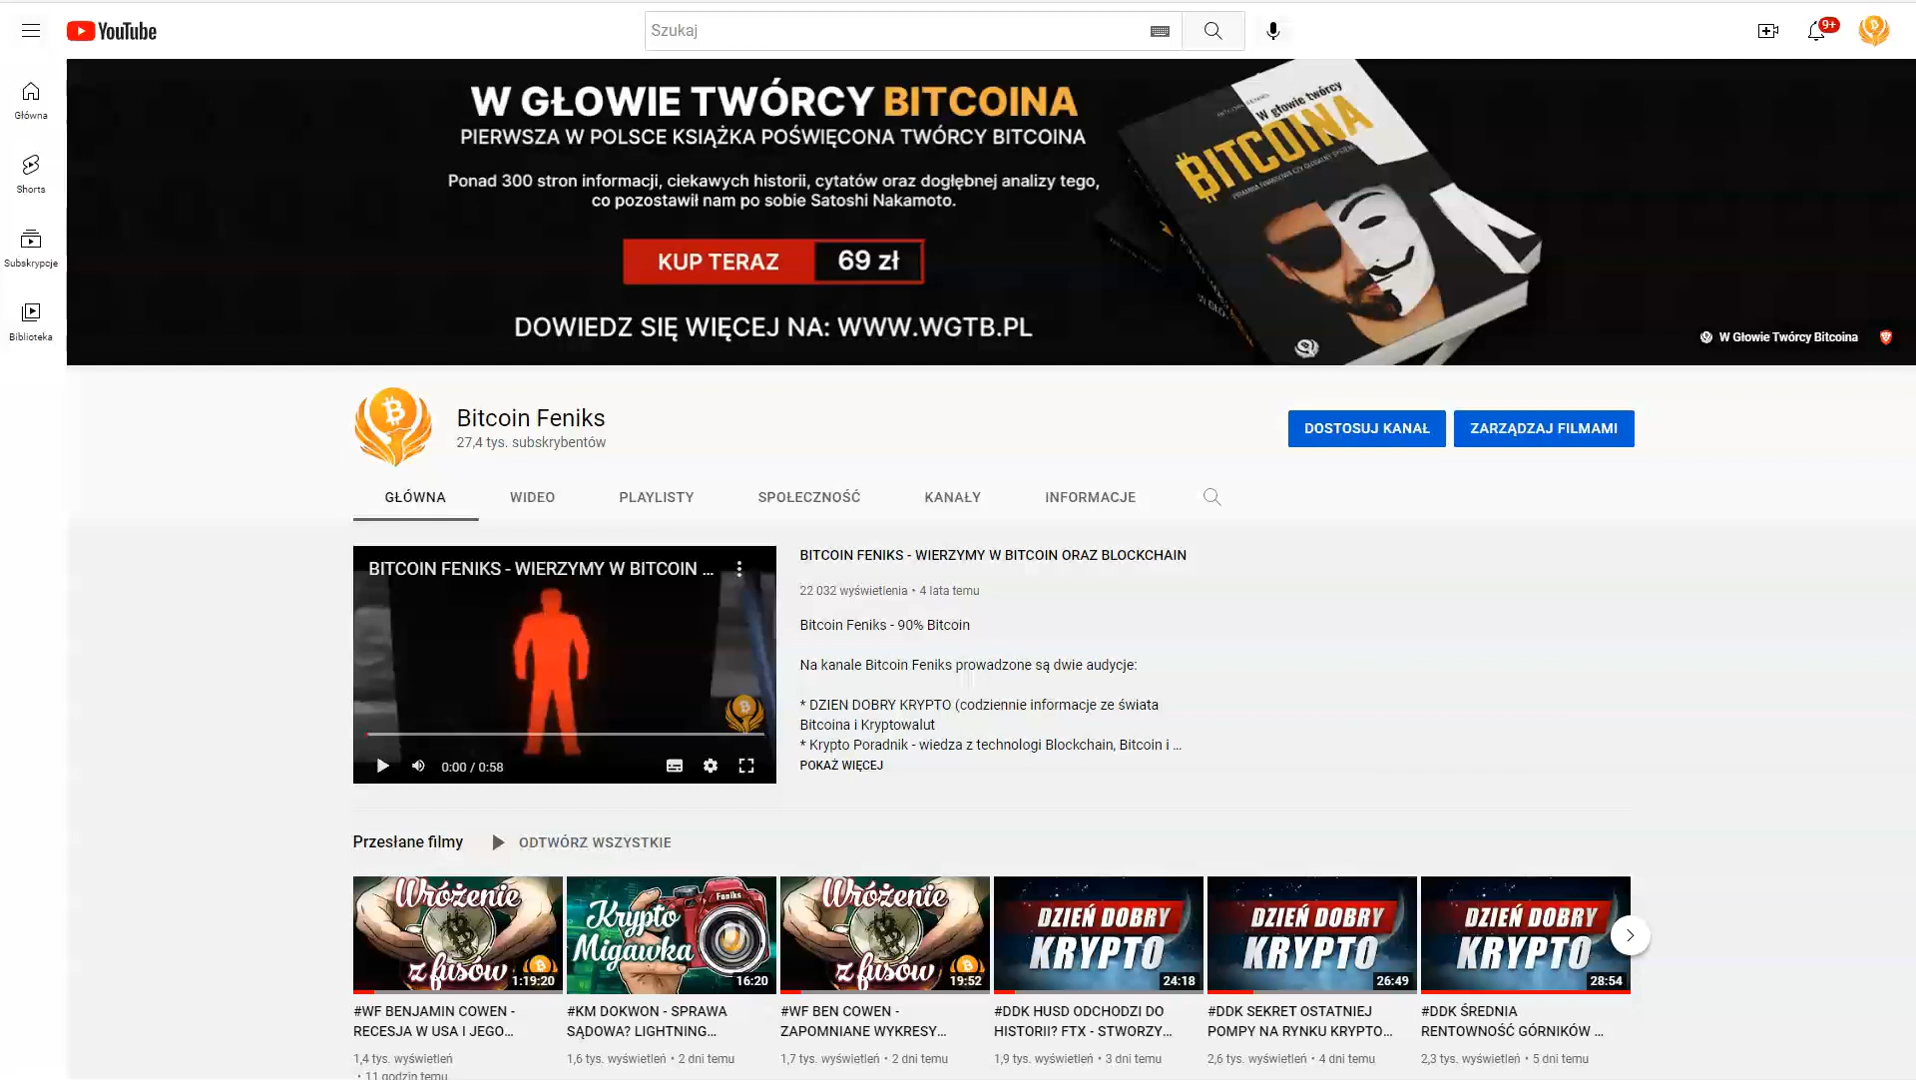 YouTube
Szukaj
9+
Główna
Shorts
Subskrypcje
Biblioteka
W GŁOWIE TWÓRCY BITCOINA
PIERWSZA W POLSCE KSIĄŻKA POŚWIĘCONA TWÓRCY BITCOINA
Ponad 300 stron informacji, ciekawych historii, cytatów oraz dogłębnej analizy tego,
co pozostawił nam po sobie Satoshi Nakamoto.
KUP TERAZ 69 zł
DOWIEDZ SIĘ WIĘCEJ NA: WWW.WGTB.PL
W głowie twórcy
BITCOINA
W Głowie Twórcy Bitcoina
Bitcoin Feniks
27,4 tys. subskrybentów
DOSTOSUJ KANAŁ ZARZĄDZAJ FILMAMI
GŁÓWNA WIDEO PLAYLISTY SPOŁECZNOŚĆ KANAŁY INFORMACJE
BITCOIN FENIKS - WIERZYMY W BITCOIN ...
0:00 / 0:58
BITCOIN FENIKS - WIERZYMY W BITCOIN ORAZ BLOCKCHAIN
22 032 wyświetlenia • 4 lata temu
Bitcoin Feniks - 90% Bitcoin
Na kanale Bitcoin Feniks prowadzone są dwie audycje:
* DZIEN DOBRY KRYPTO (codziennie informacje ze świata
Bitcoina i Kryptowalut
* Krypto Poradnik - wiedza z technologi Blockchain, Bitcoin i ...
POKAŻ WIĘCEJ
Przesłane filmy ODTWÓRZ WSZYSTKIE
Wróżenie
z fusów
1:19:20
#WF BENJAMIN COWEN -
RECESJA W USA I JEGO...
1,4 tys. wyświetleń
• 11 godzin temu
Feniks
Krypto
Migawka
16:20
#KM DOKWON - SPRAWA
SĄDOWA? LIGHTNING...
1,6 tys. wyświetleń • 2 dni temu
Wróżenie
z fusów
19:52
#WF BEN COWEN -
ZAPOMNIANE WYKRESY...
1,7 tys. wyświetleń • 2 dni temu
DZIEŃ DOBRY
KRYPTO
24:18
#DDK HUSD ODCHODZI DO
HISTORII? FTX - STWORZY...
1,9 tys. wyświetleń • 3 dni temu
DZIEŃ DOBRY
KRYPTO
26:49
#DDK SEKRET OSTATNIEJ
POMPY NA RYNKU KRYPTO...
2,6 tys. wyświetleń • 4 dni temu
DZIEŃ DOBRY
KRYPTO
28:54
#DDK ŚREDNIA
RENTOWNOŚĆ GÓRNIKÓW ...
2,3 tys. wyświetleń • 5 dni temu